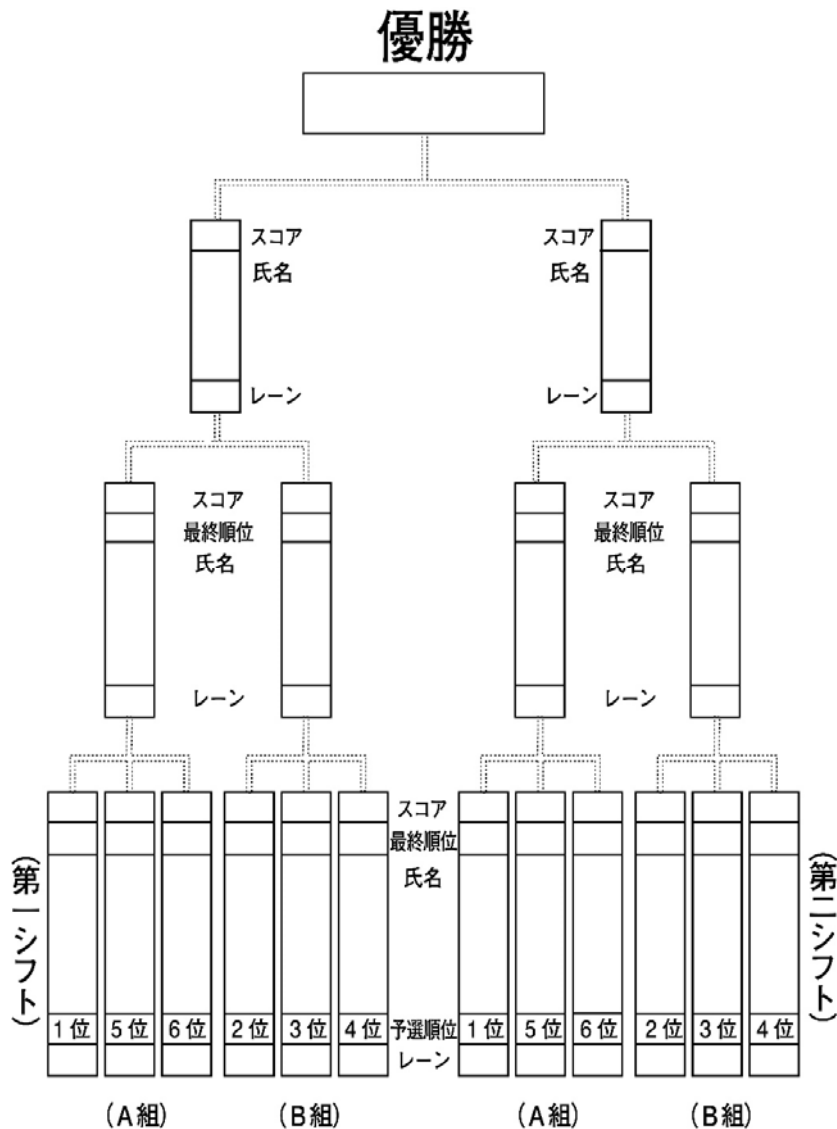 優勝
スコア スコア
氏名 氏名
レーン レーン
スコア スコア
最終順位 最終順位
氏名 氏名
レーン レーン
スコア
最終順位
氏名
(第一シフト) (第二シフト)
1位 5位 6位 2位 3位 4位 予選順位 1位 5位 6位 2位 3位 4位
レーン
(A組) (B組) (A組) (B組)